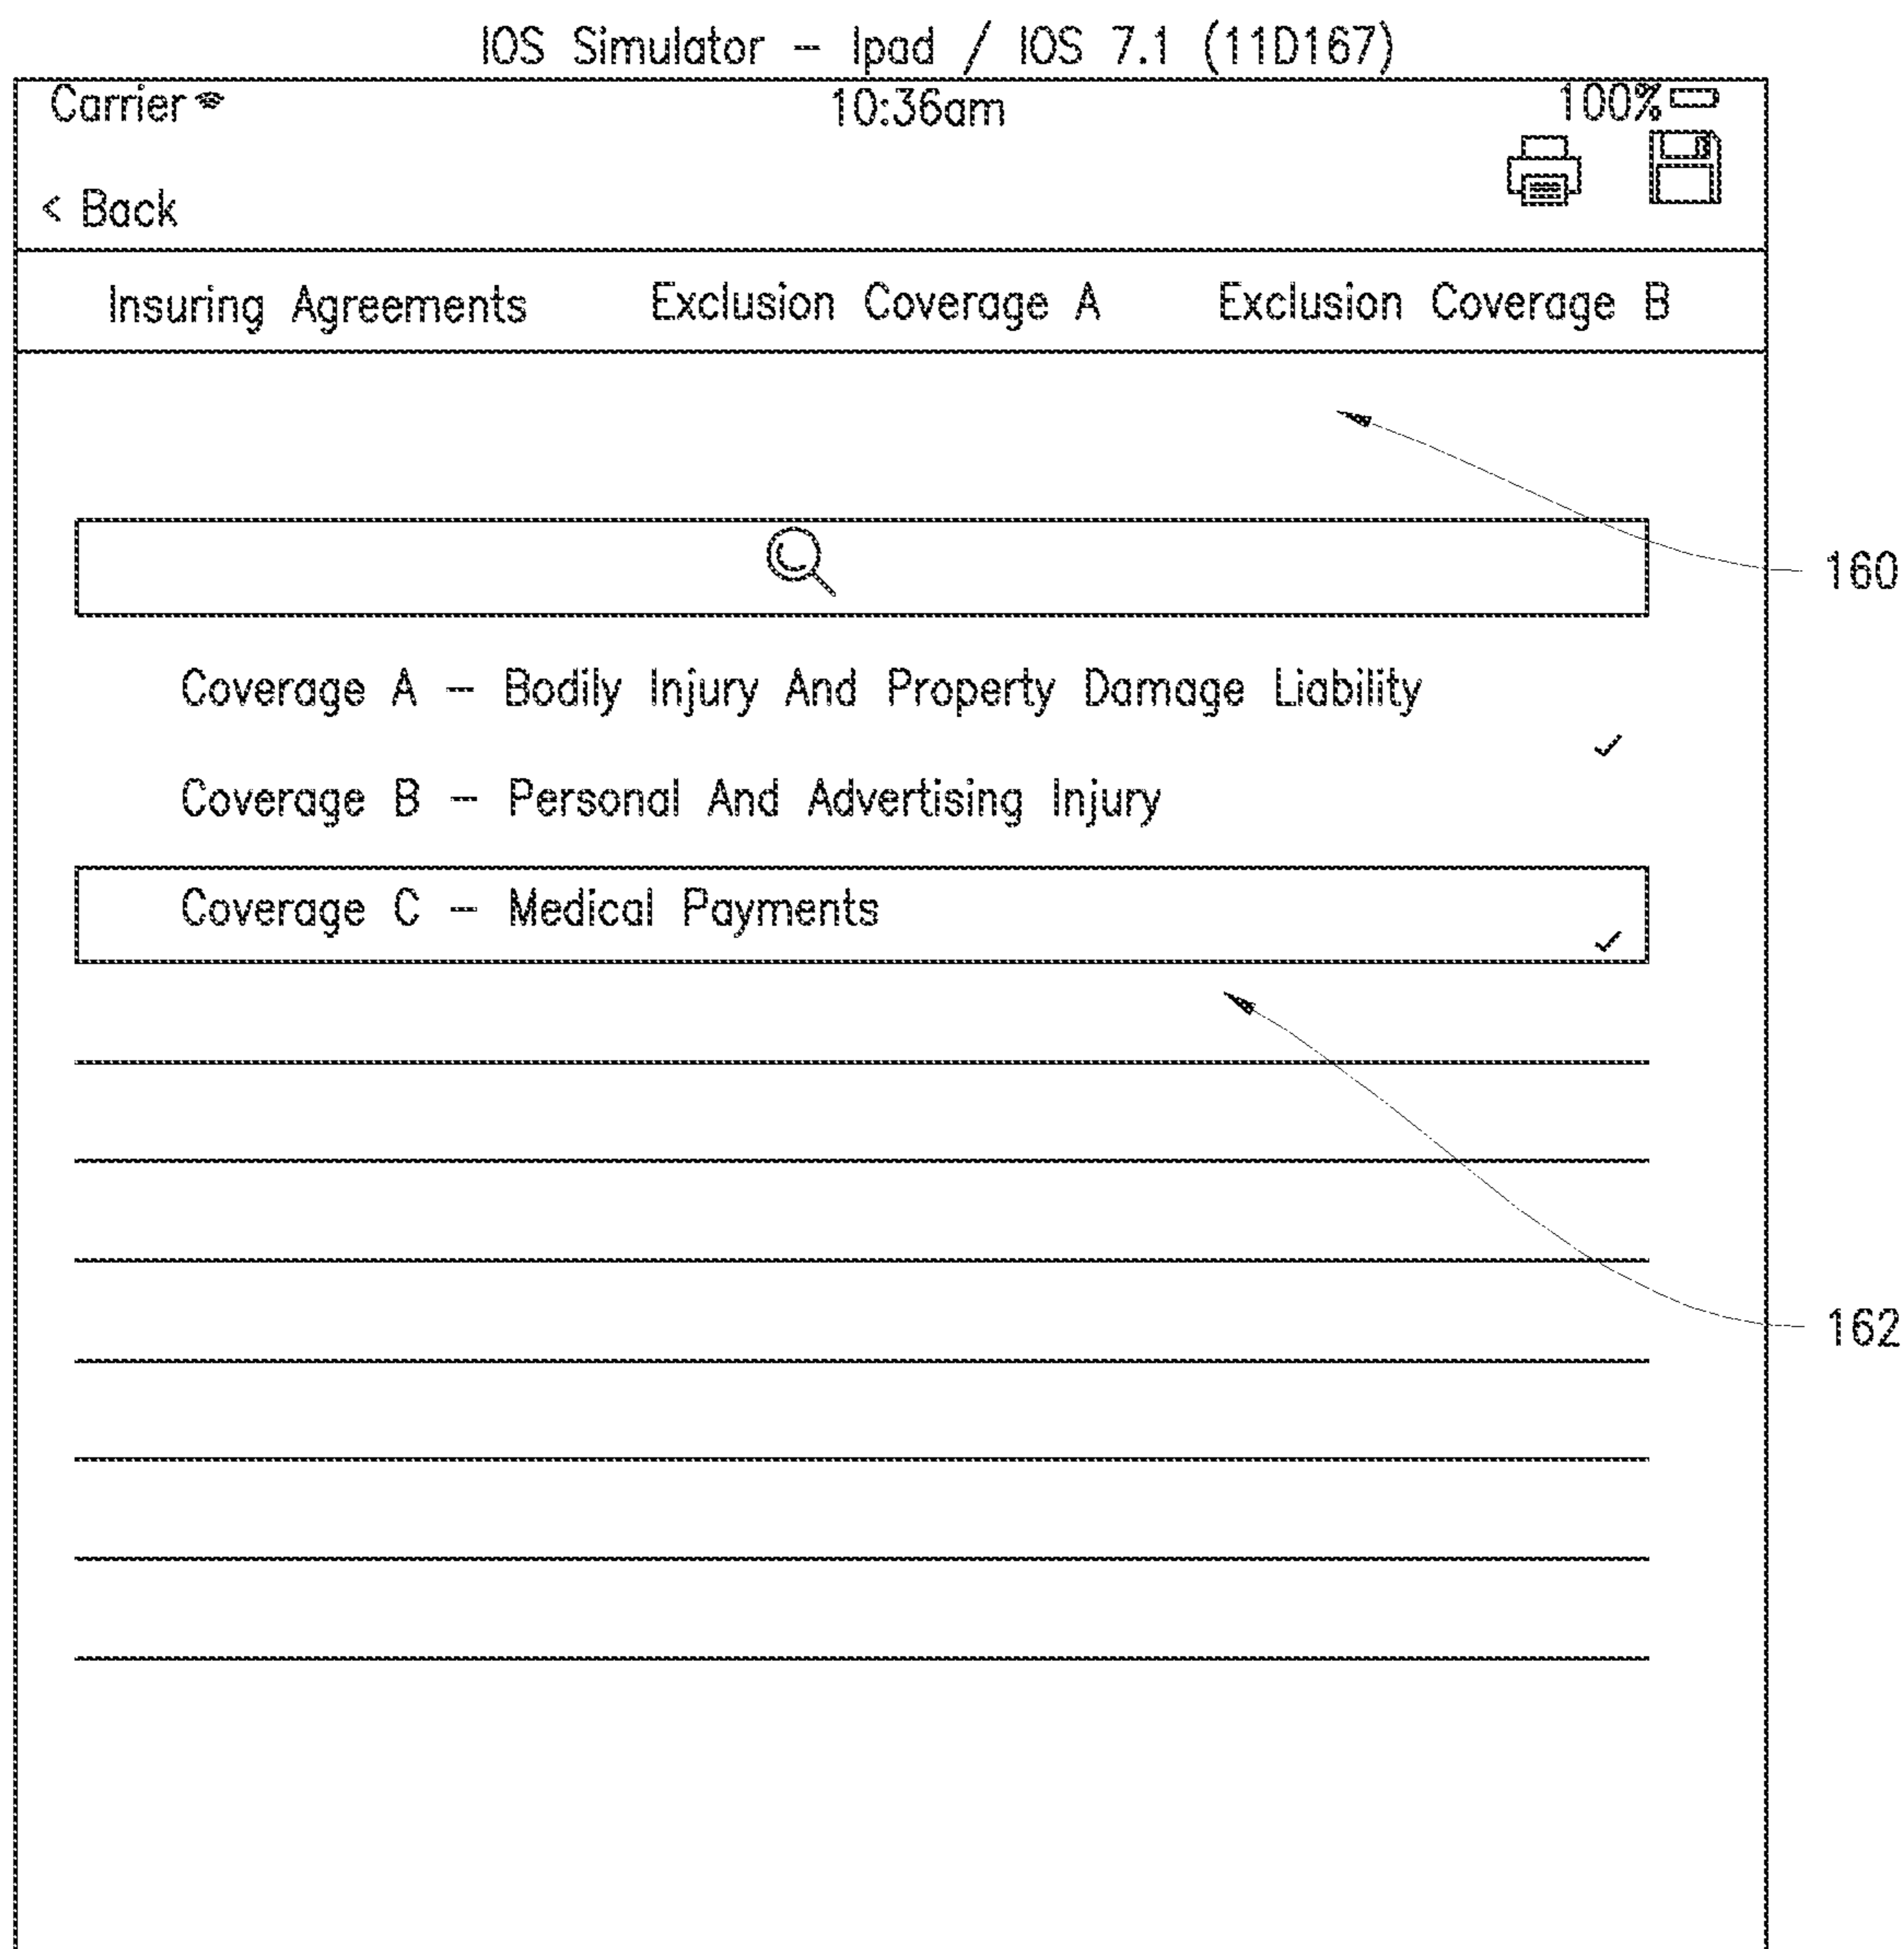 IOS Simulator -- Ipad / IOS 7.1 (11D167)
Carrier 10:36am 100%
< Back
Insuring Agreements Exclusion Coverage A Exclusion Coverage B
160
Coverage A -- Bodily Injury And Property Damage Liability
Coverage B -- Personal And Advertising Injury
Coverage C -- Medical Payments
162